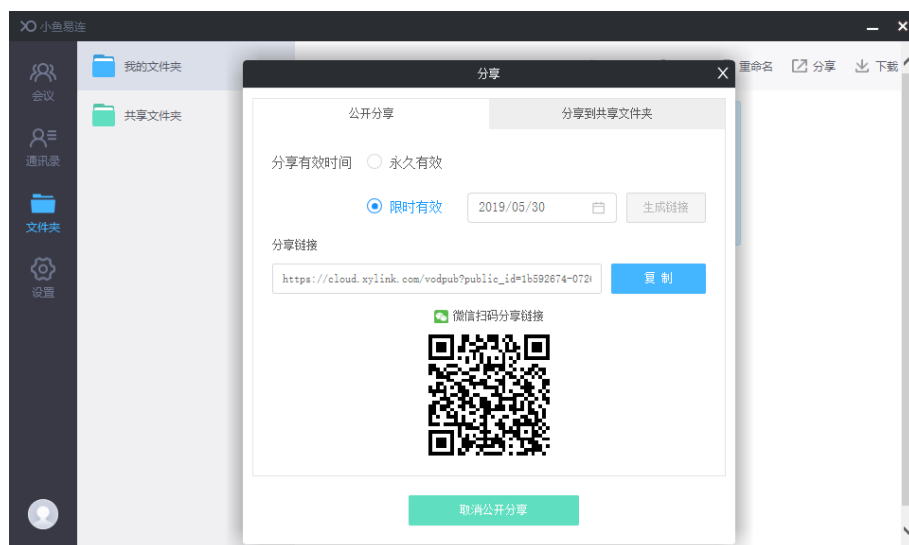 小鱼易连
会议
通讯录
文件夹
设置
我的文件夹
共享文件夹
重命名
分享
下载
分享
X
公开分享
分享到共享文件夹
分享有效时间
永久有效
限时有效
2019/05/30
生成链接
分享链接
https://cloud.xylink.com/vodpub?public_id=1b592674-072
复制
微信扫码分享链接
取消公开分享